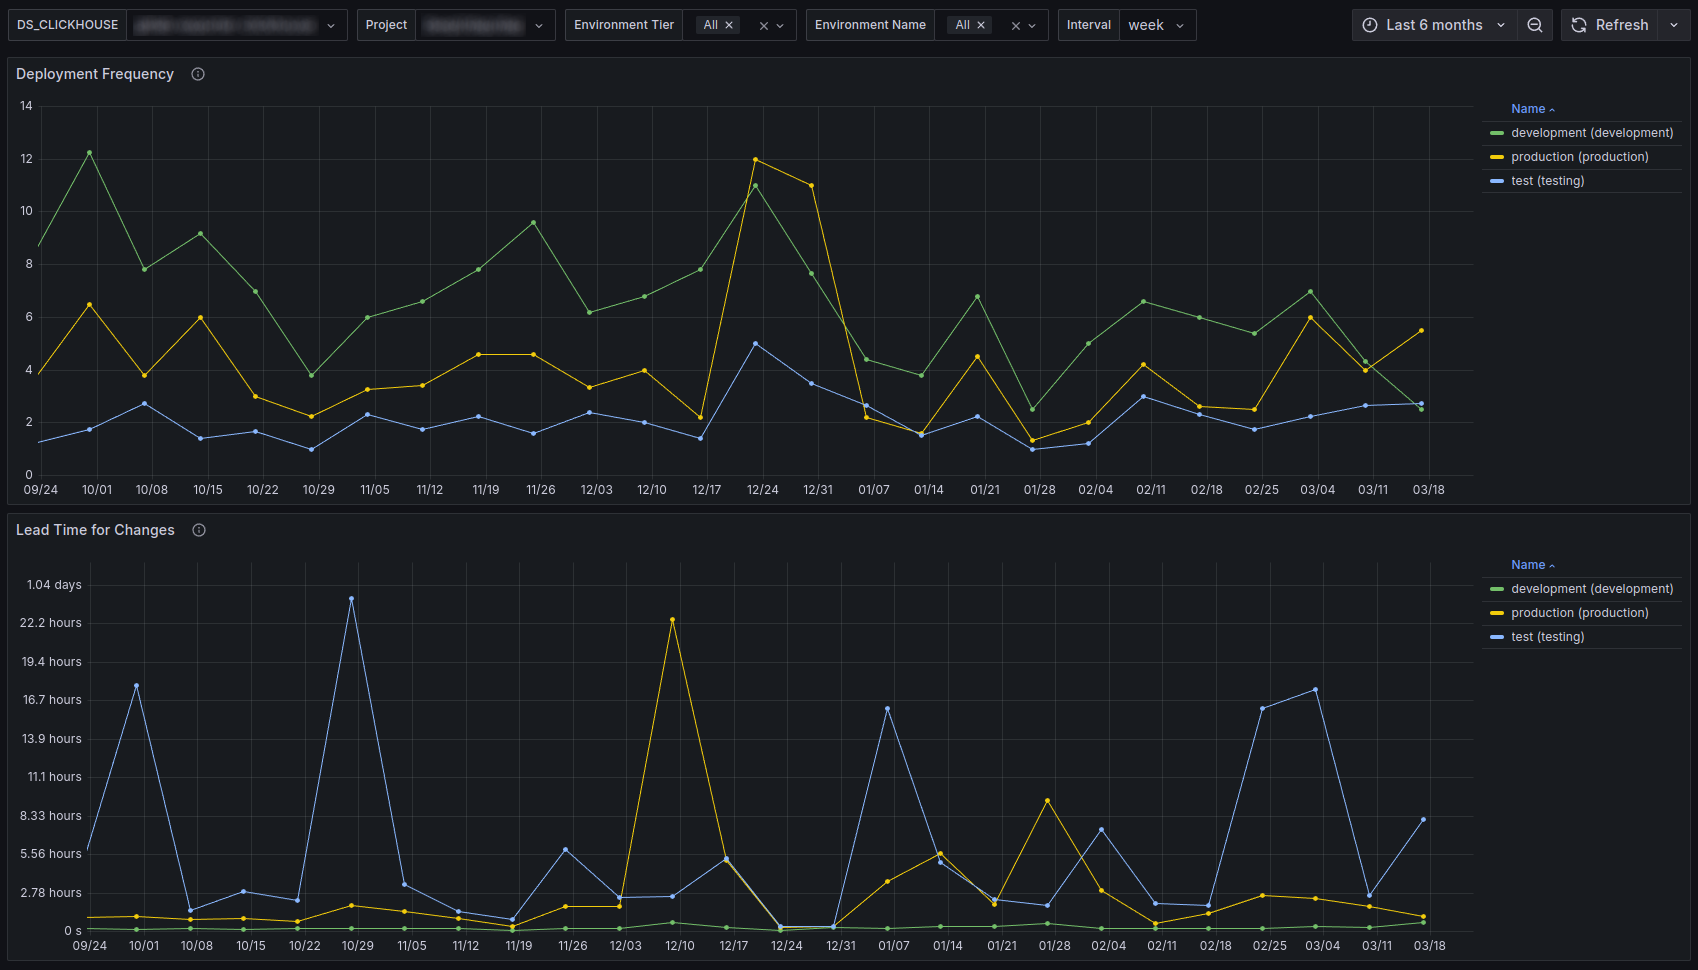 DS_CLICKHOUSE Project Environment Tier All Environment Name All Interval week Last 6 months Refresh
Deployment Frequency
14
12
10
8
6
4
2
0
09/24 10/01 10/08 10/15 10/22 10/29 11/05 11/12 11/19 11/26 12/03 12/10 12/17 12/24 12/31 01/07 01/14 01/21 01/28 02/04 02/11 02/18 02/25 03/04 03/11 03/18
Name
development (development)
production (production)
test (testing)
Lead Time for Changes
1.04 days
22.2 hours
19.4 hours
16.7 hours
13.9 hours
11.1 hours
8.33 hours
5.56 hours
2.78 hours
0 s
09/24 10/01 10/08 10/15 10/22 10/29 11/05 11/12 11/19 11/26 12/03 12/10 12/17 12/24 12/31 01/07 01/14 01/21 01/28 02/04 02/11 02/18 02/25 03/04 03/11 03/18
Name
development (development)
production (production)
test (testing)